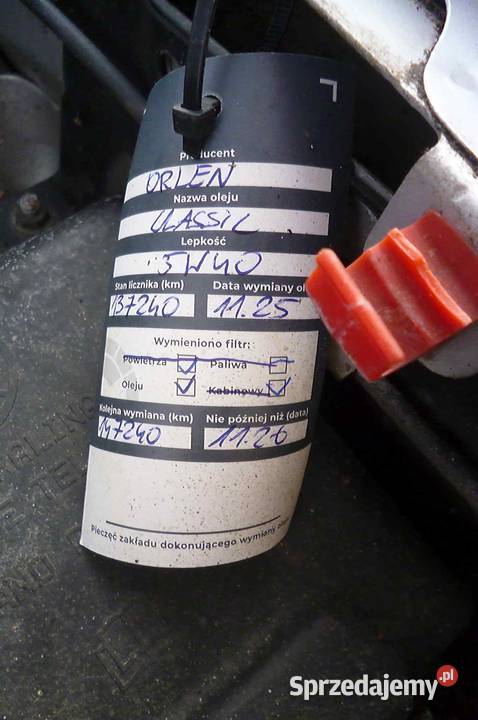 Producent
ORLEN
Nazwa oleju
CLASSIC
Lepkość
5W40
Stan licznika (km) Data wymiany ol
137240 11.25
Wymieniono filtr:
Powietrza Paliwa
Oleju Kabinowy
Kolejna wymiana (km) Nie później niż (data)
147240 11.26
Pieczęć zakładu dokonującego wymiany
Sprzedajemy.pl